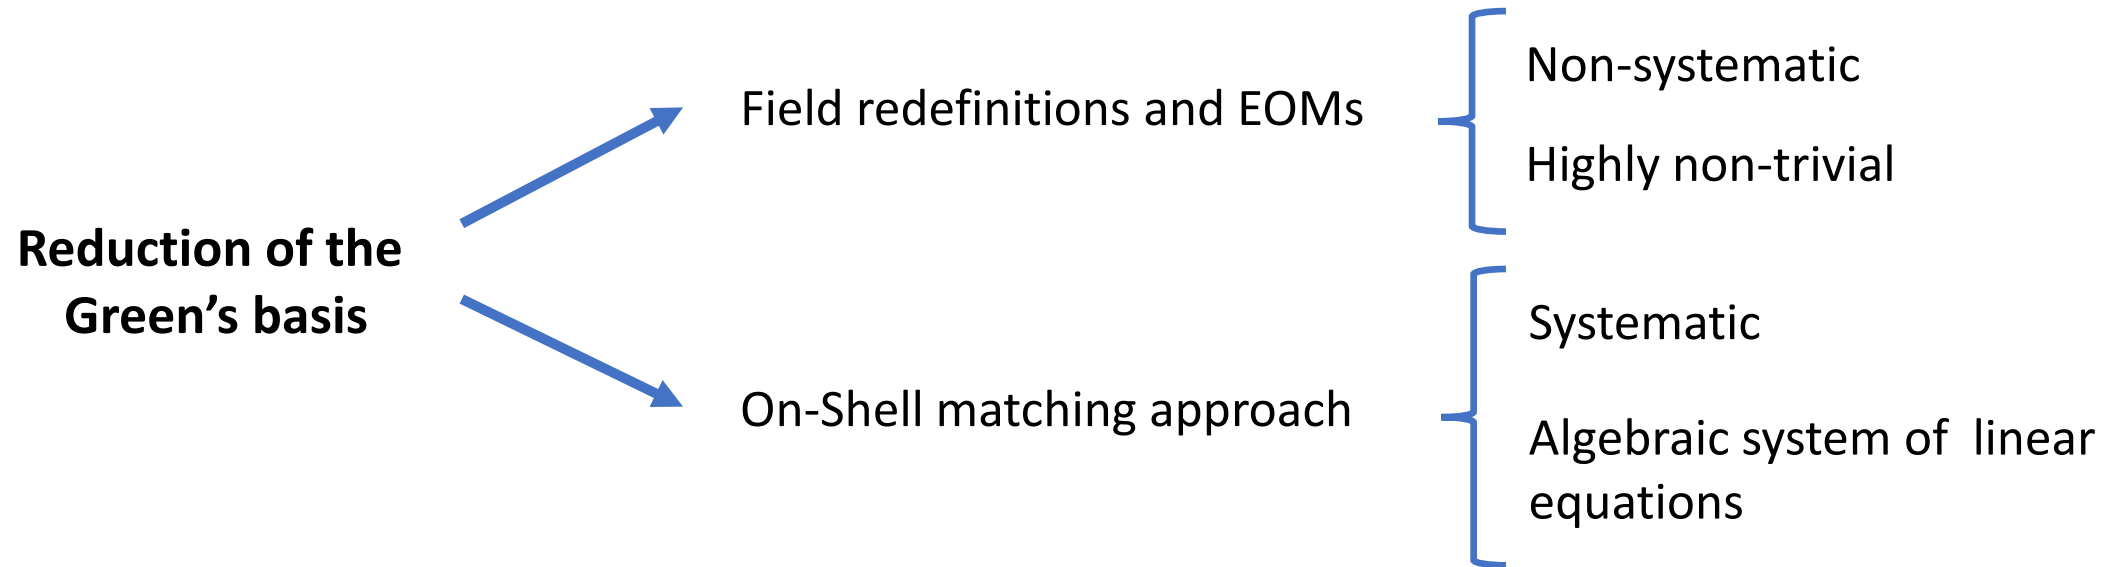 Reduction of the
Green’s basis
Field redefinitions and EOMs
Non-systematic
Highly non-trivial
On-Shell matching approach
Systematic
Algebraic system of  linear
equations